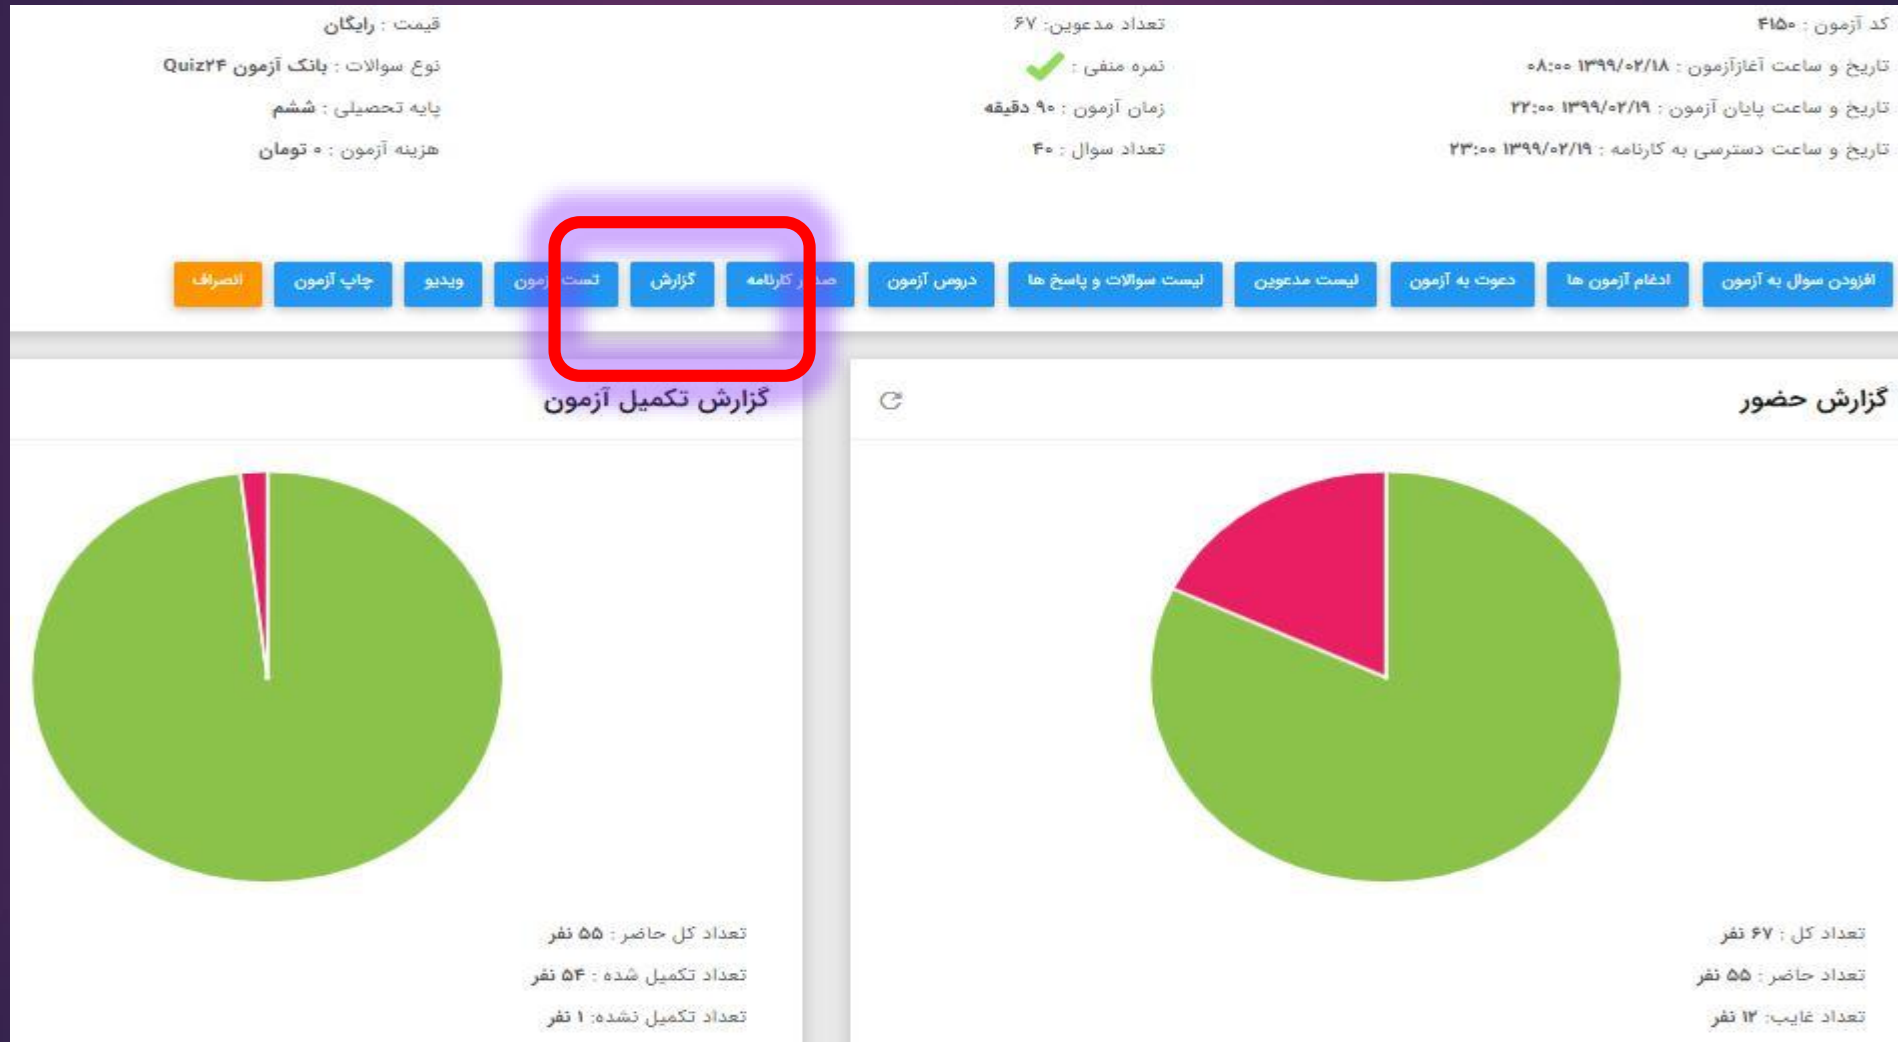 کد آزمون : ۴۱۵۰
تاریخ و ساعت آغازآزمون : ۱۳۹۹/۰۲/۱۸ ۰۸:۰۰
تاریخ و ساعت پایان آزمون : ۱۳۹۹/۰۲/۱۹ ۲۲:۰۰
تاریخ و ساعت دسترسی به کارنامه : ۱۳۹۹/۰۲/۱۹ ۲۳:۰۰
تعداد مدعوین: ۶۷
نمره منفی :
زمان آزمون : ۹۰ دقیقه
تعداد سوال : ۴۰
قیمت : رایگان
نوع سوالات : بانک آزمون Quiz۲۴
پایه تحصیلی : ششم
هزینه آزمون : ۰ تومان
افزودن سوال به آزمون ادغام آزمون ها دعوت به آزمون لیست مدعوین لیست سوالات و پاسخ ها دروس آزمون کارنامه گزارش تست ویدیو چاپ آزمون انصراف
گزارش حضور
تعداد کل : ۶۷ نفر
تعداد حاضر : ۵۵ نفر
تعداد غایب: ۱۲ نفر
گزارش تکمیل آزمون
تعداد کل حاضر : ۵۵ نفر
تعداد تکمیل شده : ۵۴ نفر
تعداد تکمیل نشده: ۱ نفر